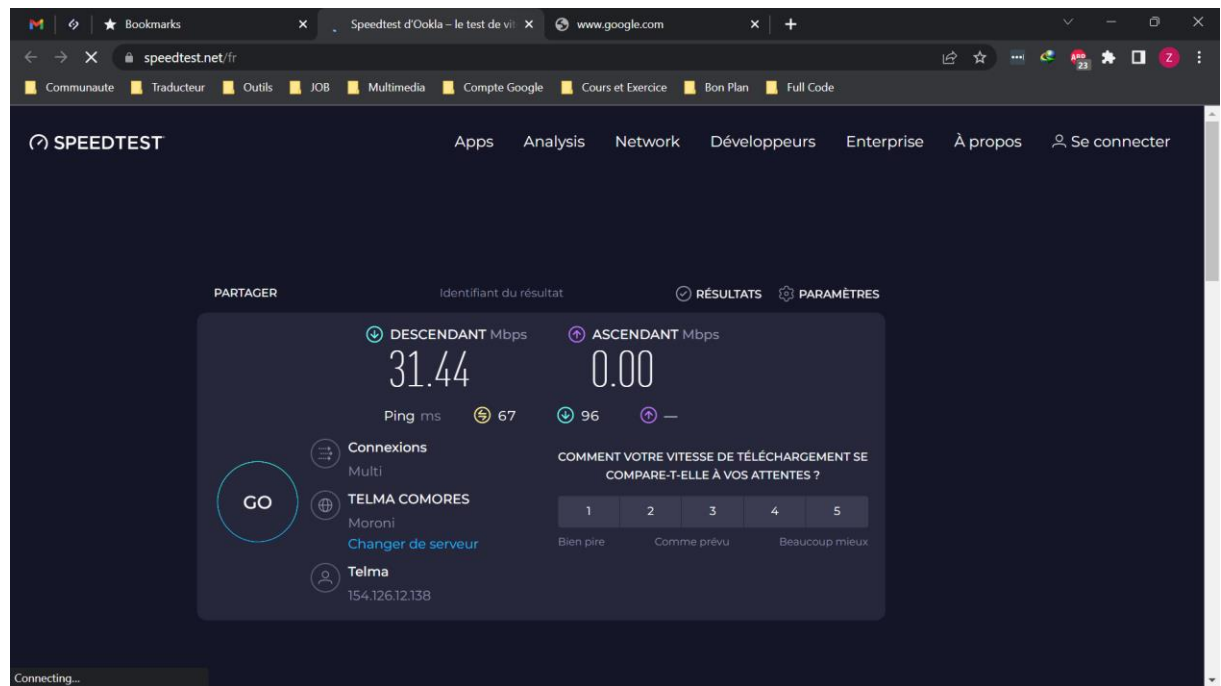 Bookmarks
Speedtest d'Ookla – le test de vit
www.google.com
speedtest.net/fr
ABP
23
Z
Communaute
Traducteur
Outils
JOB
Multimedia
Compte Google
Cours et Exercice
Bon Plan
Full Code
SPEEDTEST
Apps
Analysis
Network
Développeurs
Enterprise
À propos
Se connecter
PARTAGER
Identifiant du résultat
RÉSULTATS
PARAMÈTRES
DESCENDANT Mbps
ASCENDANT Mbps
31.44
0.00
Ping ms
67
96
—
GO
Connexions
Multi
TELMA COMORES
Moroni
Changer de serveur
Telma
154.126.12.138
COMMENT VOTRE VITESSE DE TÉLÉCHARGEMENT SE
COMPARE-T-ELLE À VOS ATTENTES ?
1
2
3
4
5
Bien pire
Comme prévu
Beaucoup mieux
Connecting...